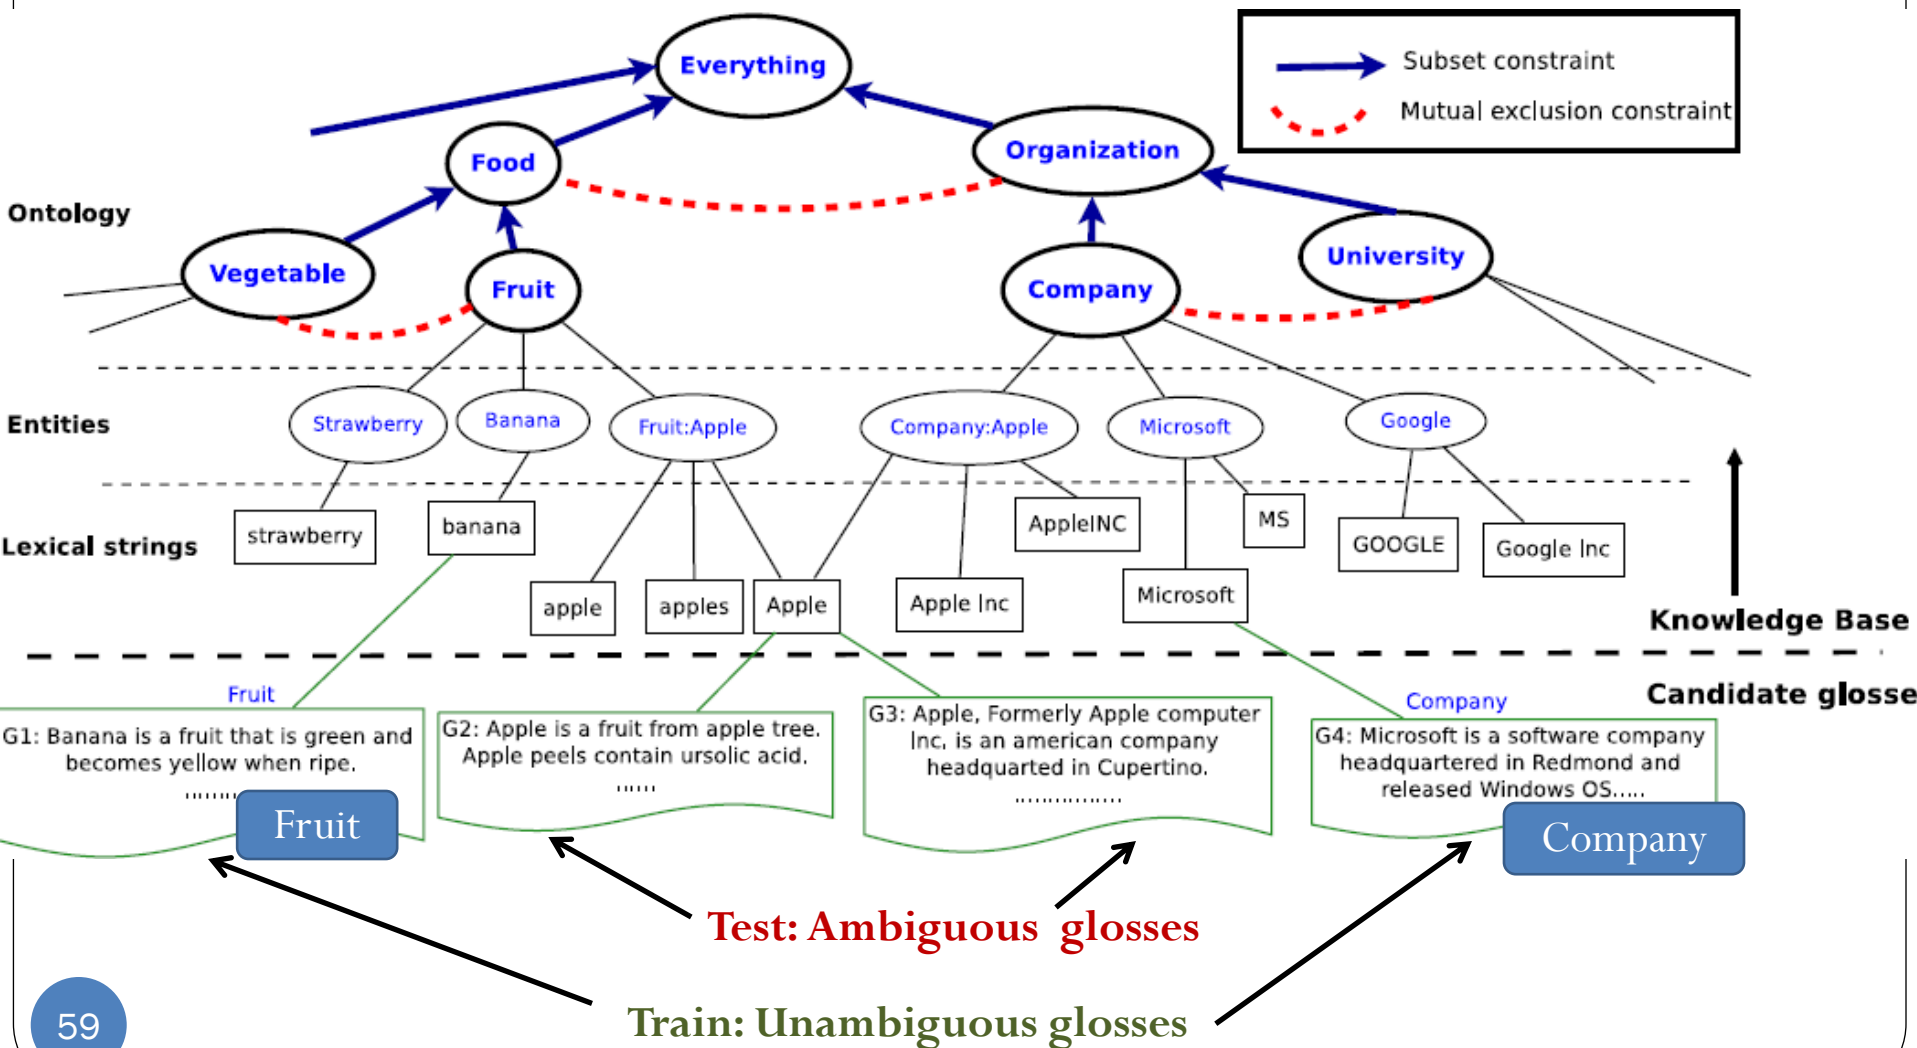 Everything
Subset constraint
Mutual exclusion constraint
Food
Organization
Ontology
Vegetable
Fruit
Company
University
Entities
Strawberry
Banana
Fruit:Apple
Company:Apple
Microsoft
Google
Lexical strings
strawberry
banana
apple
apples
Apple
Apple Inc
AppleINC
Microsoft
MS
GOOGLE
Google Inc
Knowledge Base
Candidate glosse
Fruit
G1: Banana is a fruit that is green and
becomes yellow when ripe.
........
Fruit
G2: Apple is a fruit from apple tree.
Apple peels contain ursolic acid.
......
G3: Apple, Formerly Apple computer
Inc. is an american company
headquarted in Cupertino.
................
Company
G4: Microsoft is a software company
headquartered in Redmond and
released Windows OS.....
Company
Test: Ambiguous glosses
Train: Unambiguous glosses
59